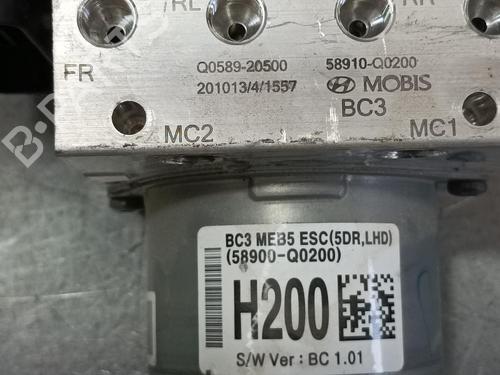 RL
RR
FR
Q0589-20500
58910-Q0200
201013/4/1557
MOBIS
BC3
MC2
MC1
BC3 MEB5 ESC(5DR,LHD)
(58900-Q0200)
H200
S/W Ver : BC 1.01